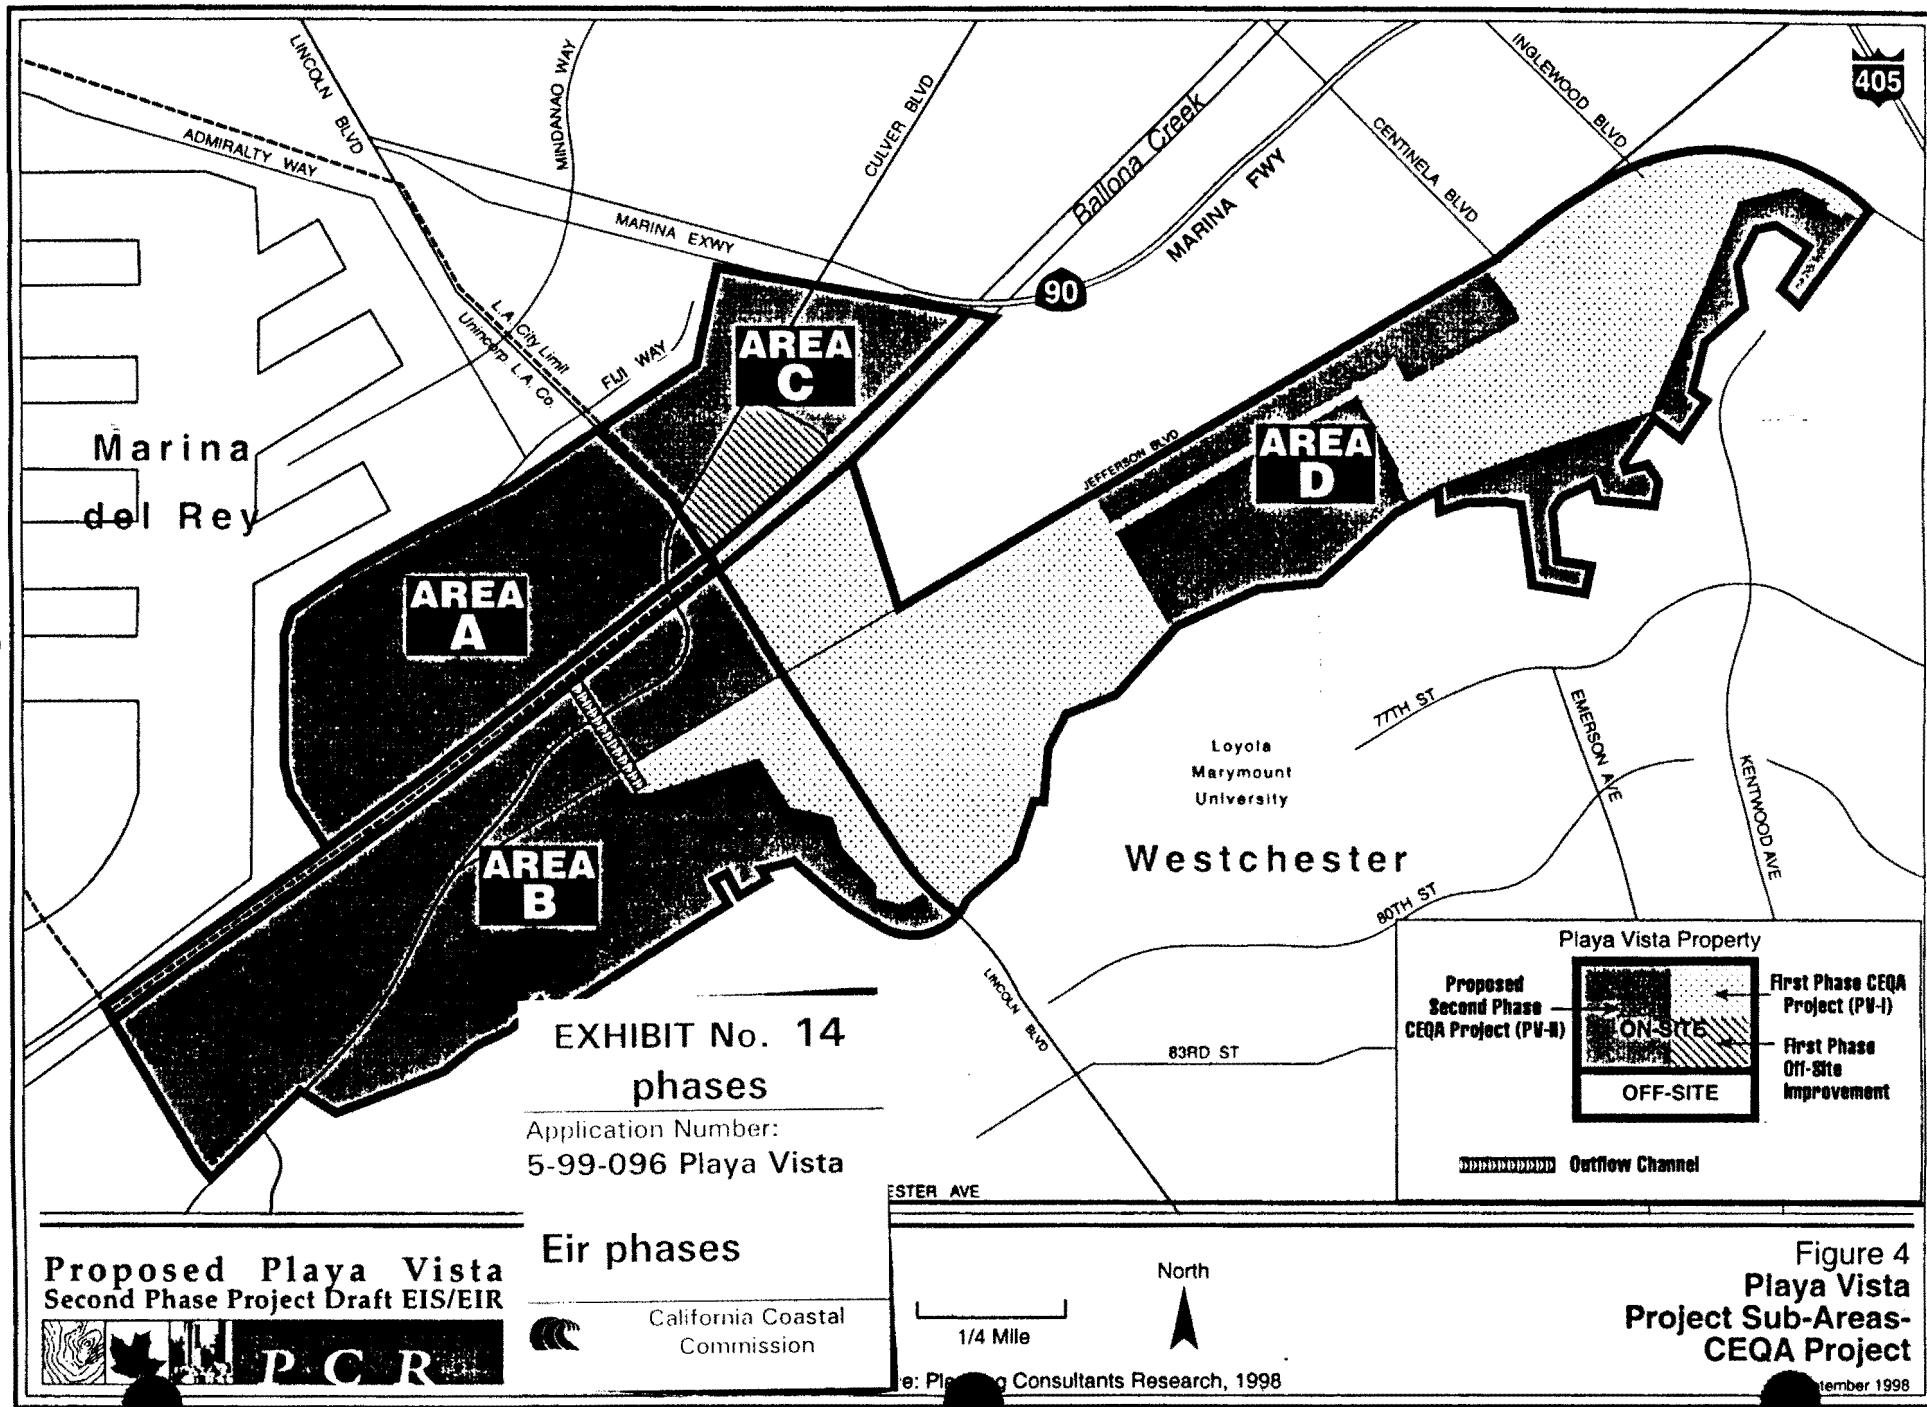 LINCOLN BLVD
ADMIRALTY WAY
MINDANAO WAY
CULVER BLVD
Ballona Creek
MARINA FWY
CENTINELA BLVD
INGLEWOOD BLVD
405
MARINA EXWY
90
L.A. City Limit
Unincorp. L.A. Co.
FIJI WAY
AREA
C
Marina
del Rey
JEFFERSON BLVD
AREA
D
AREA
A
AREA
B
77TH ST
EMERSON AVE
KENTWOOD AVE
Loyola
Marymount
University
Westchester
80TH ST
LINCOLN BLVD
83RD ST
ESTER AVE
Playa Vista Property
Proposed
Second Phase
CEQA Project (PV-II)
ON-SITE
First Phase CEQA
Project (PV-I)
First Phase
Off-Site
Improvement
OFF-SITE
Outflow Channel
EXHIBIT No. 14
phases
Application Number:
5-99-096 Playa Vista
Eir phases
California Coastal
Commission
Proposed Playa Vista
Second Phase Project Draft EIS/EIR
PCR
1/4 Mile
North
Consultants Research, 1998
Figure 4
Playa Vista
Project Sub-Areas-
CEQA Project
1998